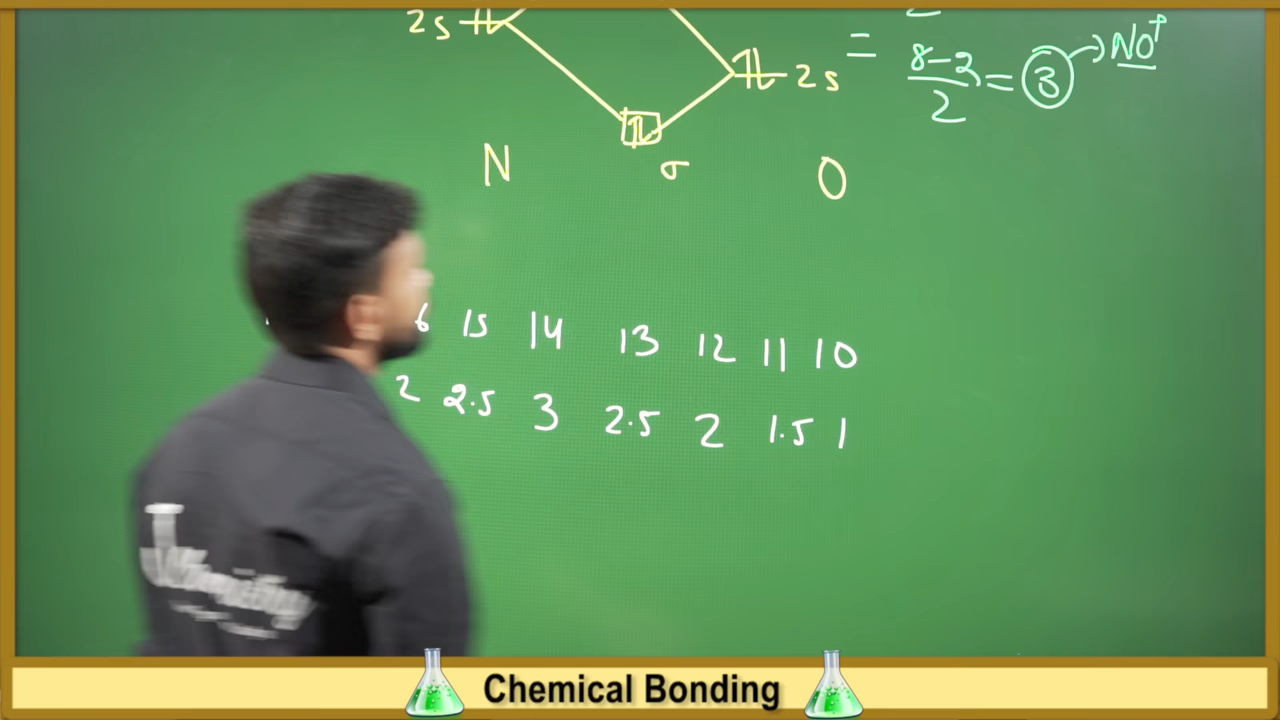 2s
2s
= 8-2/2 = 3 → NO⁺
N σ O
6 15 14 13 12 11 10
2 2.5 3 2.5 2 1.5 1
Chemical Bonding